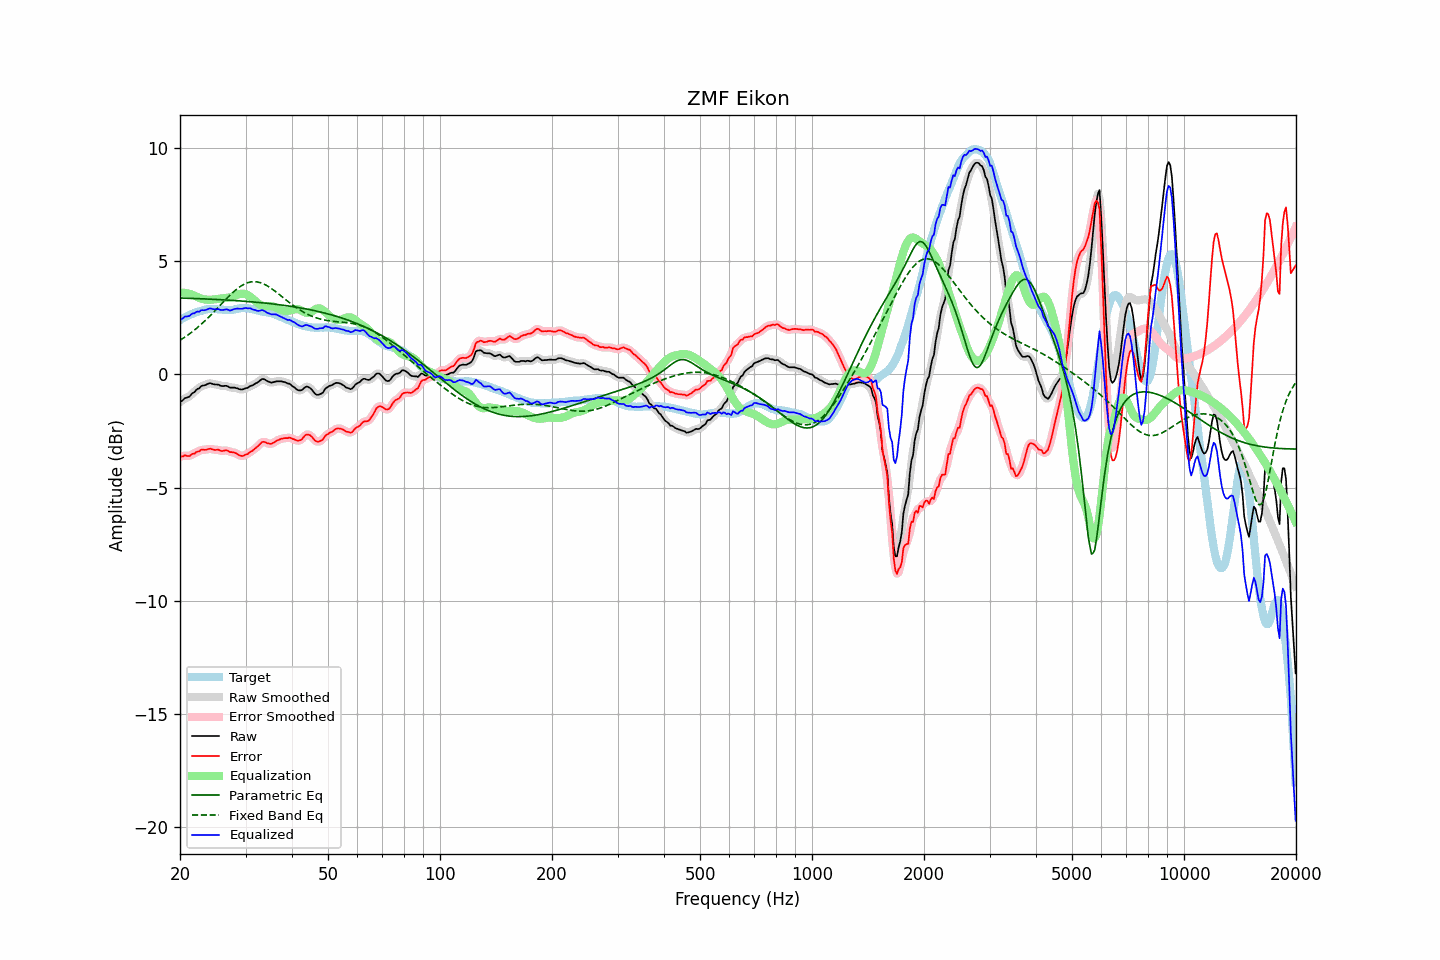 ZMF Eikon
Amplitude (dBr)
10
5
0
−5
−10
−15
−20
Target
Raw Smoothed
Error Smoothed
Raw
Error
Equalization
Parametric Eq
Fixed Band Eq
Equalized
20 50 100 200 500 1000 2000 5000 10000 20000
Frequency (Hz)